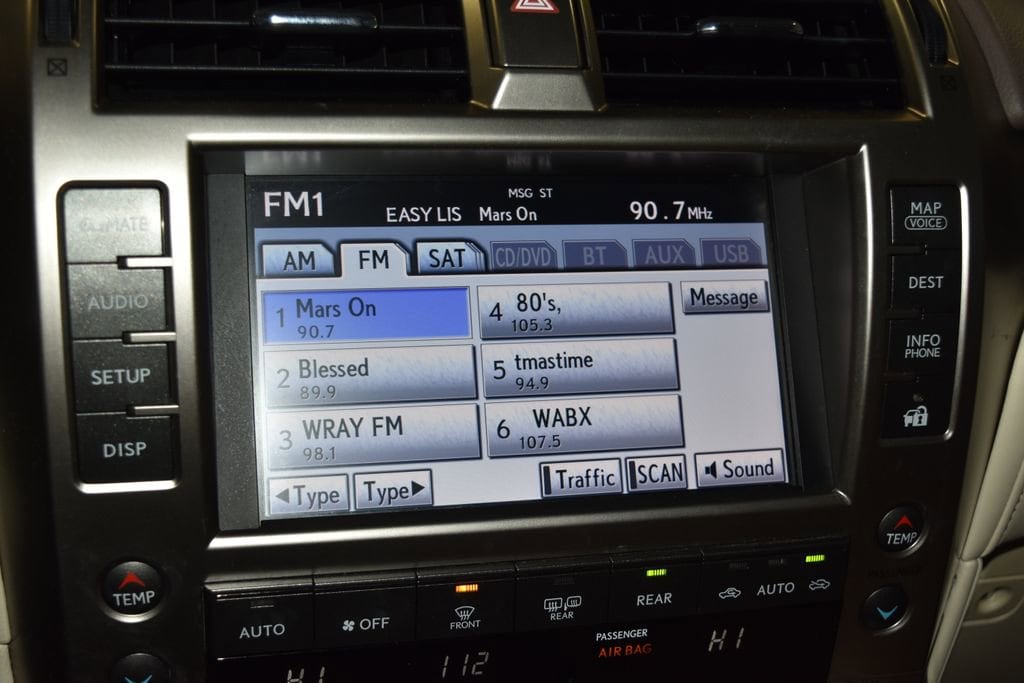 MSG ST
FM1 EASY LIS Mars On 90.7MHz
AM FM SAT CD/DVD BT AUX USB
1 Mars On 90.7
4 80's, 105.3
Message
2 Blessed 89.9
5 tmastime 94.9
3 WRAY FM 98.1
6 WABX 107.5
◀Type Type▶ Traffic SCAN Sound
CLIMATE
AUDIO
SETUP
DISP
MAP
VOICE
DEST
INFO
PHONE
TEMP
TEMP
AUTO
OFF
FRONT
REAR
REAR
AUTO
PASSENGER
AIR BAG
HI
112
HI